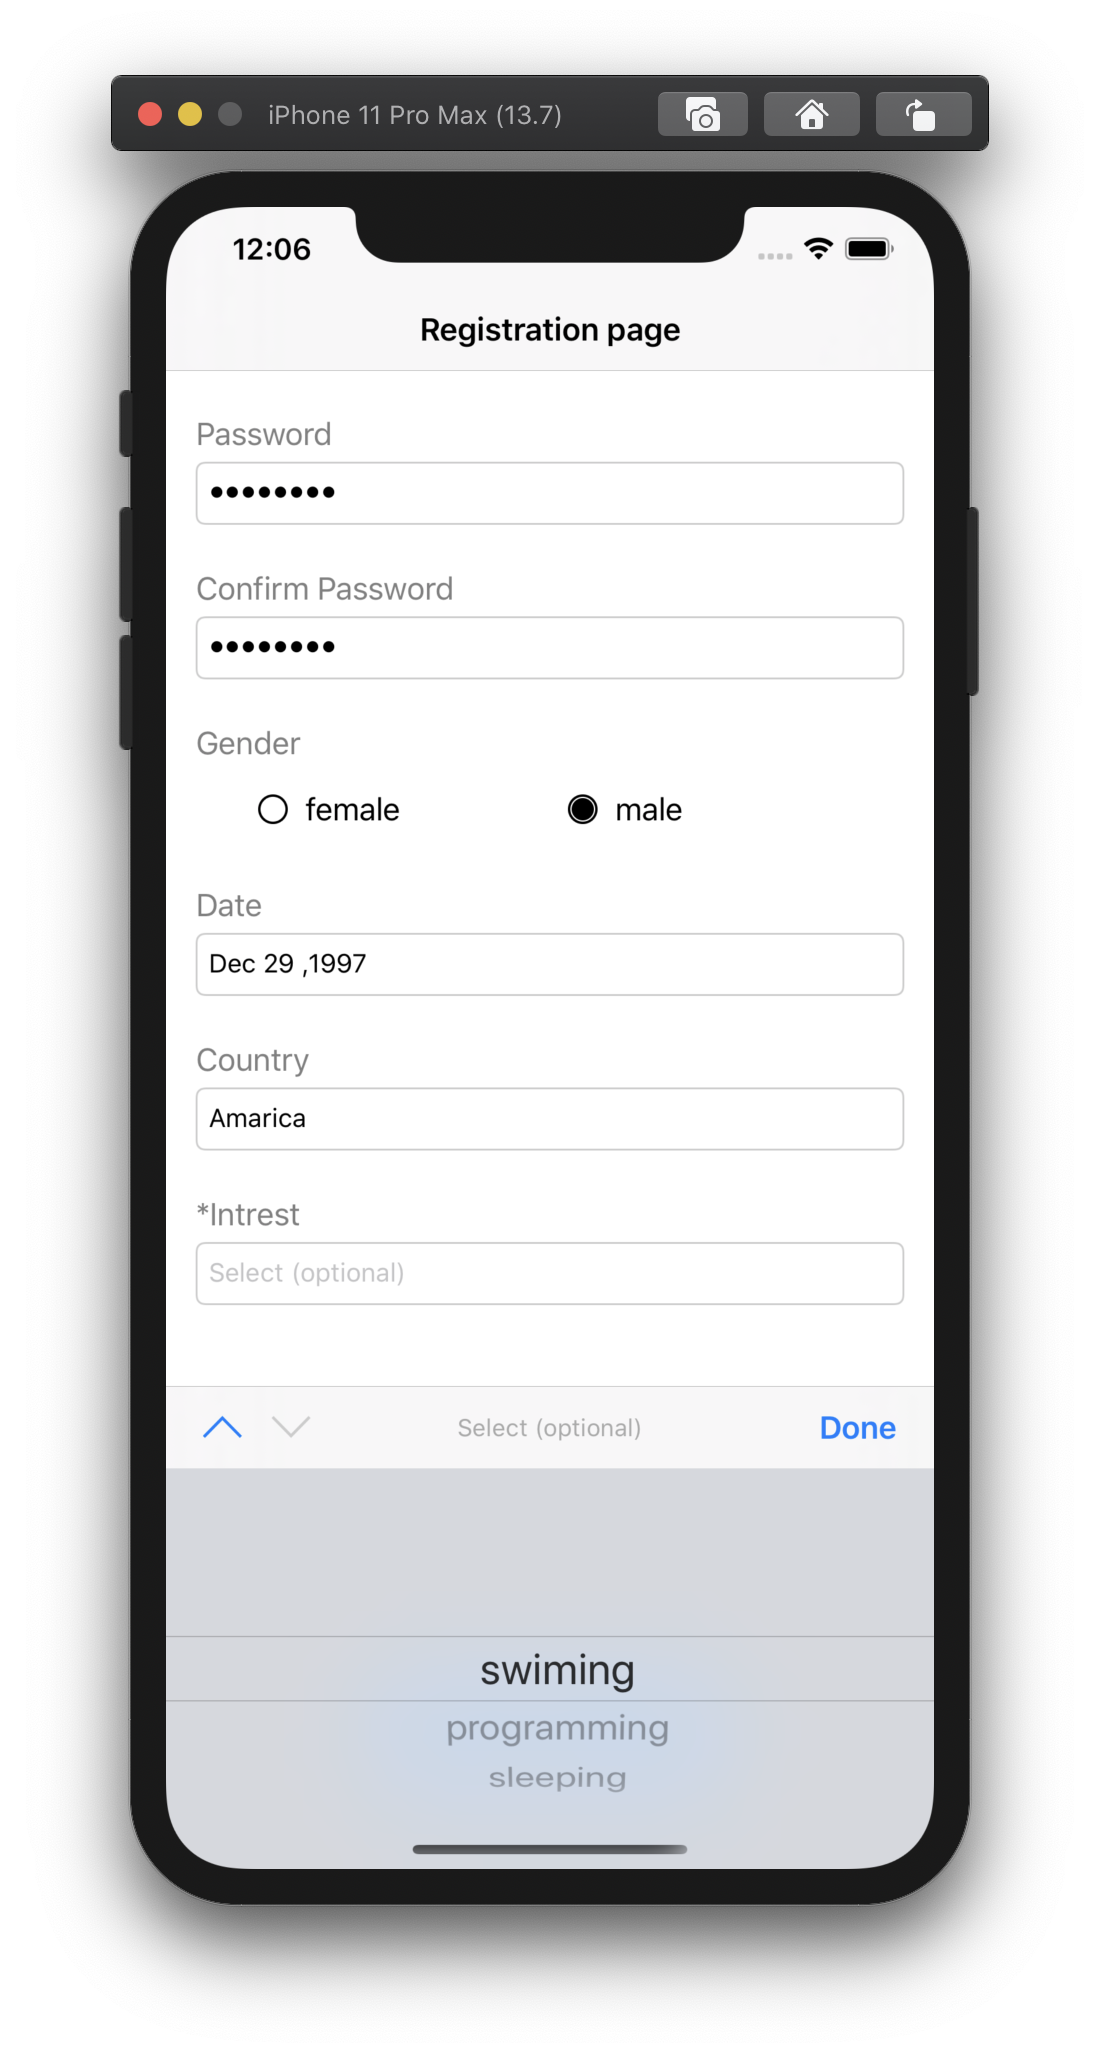 iPhone 11 Pro Max (13.7)
12:06
Registration page
Password
••••••••
Confirm Password
••••••••
Gender
female male
Date
Dec 29 ,1997
Country
Amarica
*Intrest
Select (optional)
Select (optional) Done
swiming
programming
sleeping